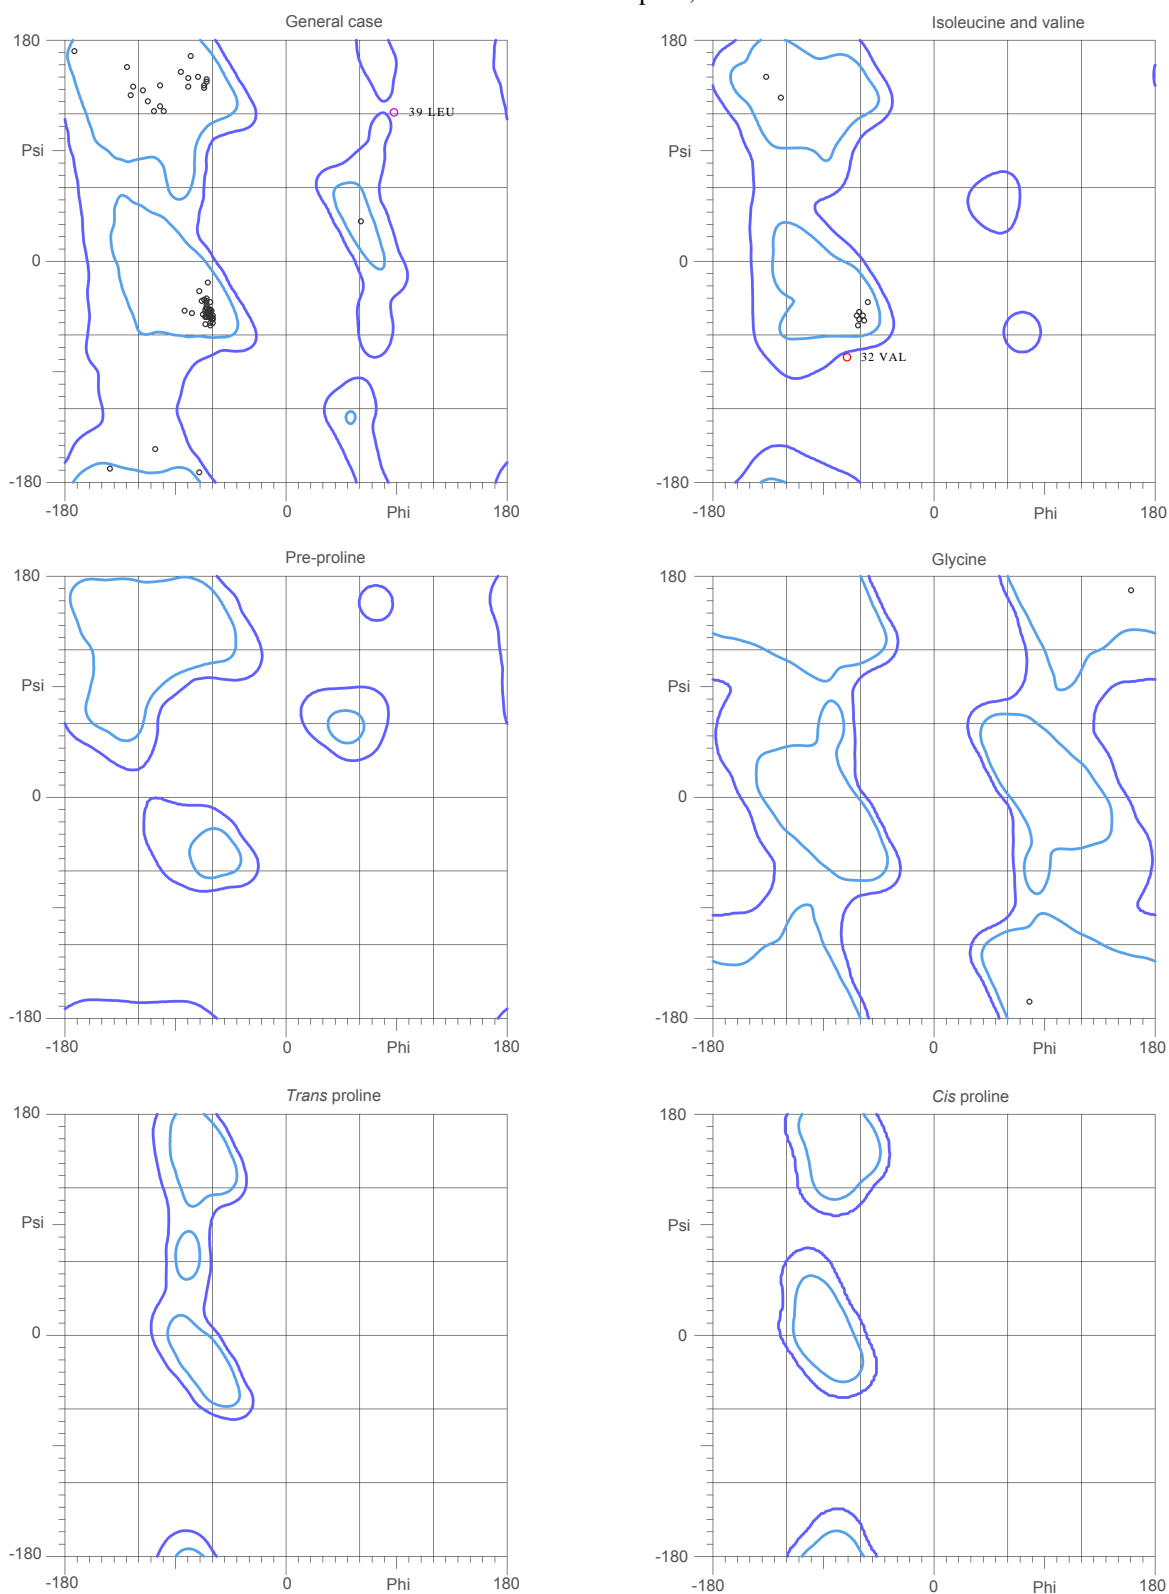 General case
180
Psi
0
-180
-180
0
Phi
180
39 LEU
Isoleucine and valine
180
Psi
0
-180
-180
0
Phi
180
32 VAL
Pre-proline
180
Psi
0
-180
-180
0
Phi
180
Glycine
180
Psi
0
-180
-180
0
Phi
180
Trans proline
180
Psi
0
-180
-180
0
Phi
180
Cis proline
180
Psi
0
-180
-180
0
Phi
180